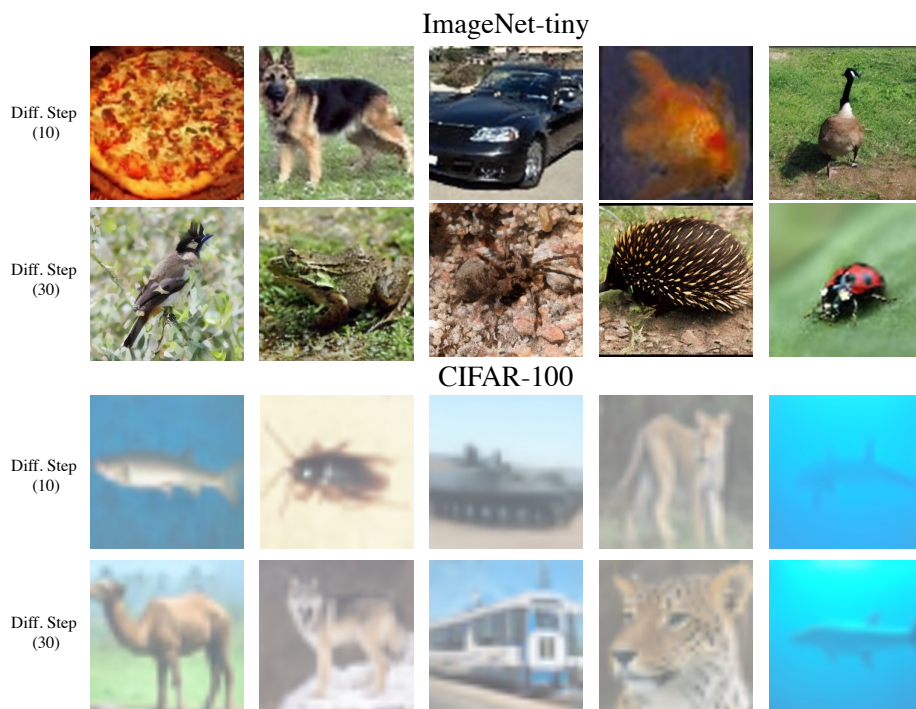 ImageNet-tiny
Diff. Step
(10)
Diff. Step
(30)
CIFAR-100
Diff. Step
(10)
Diff. Step
(30)